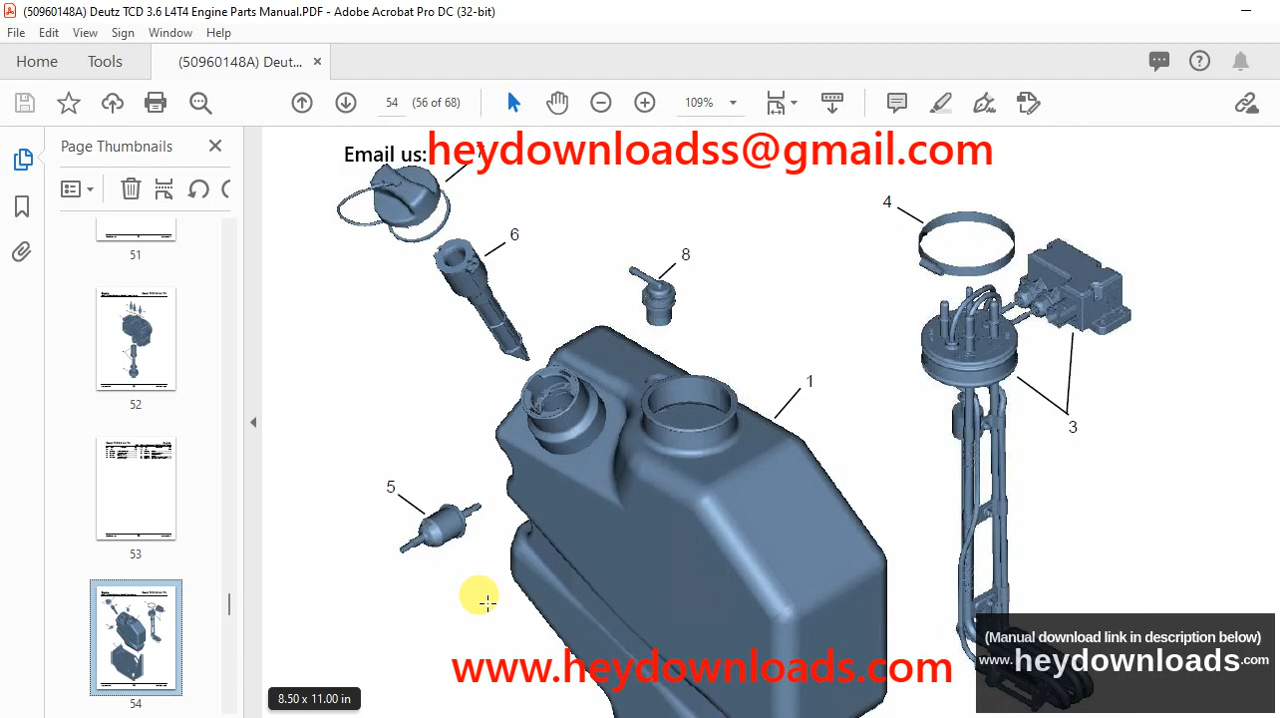 (50960148A) Deutz TCD 3.6 L4T4 Engine Parts Manual.PDF - Adobe Acrobat Pro DC (32-bit)
File Edit View Sign Window Help
Home Tools (50960148A) Deut... ×
54 (56 of 68) 109%
Page Thumbnails
51
52
53
54
Email us: heydownloadss@gmail.com
4
6
8
1
3
5
8.50 x 11.00 in
www.heydownloads.com
(Manual download link in description below)
www.heydownloads.com